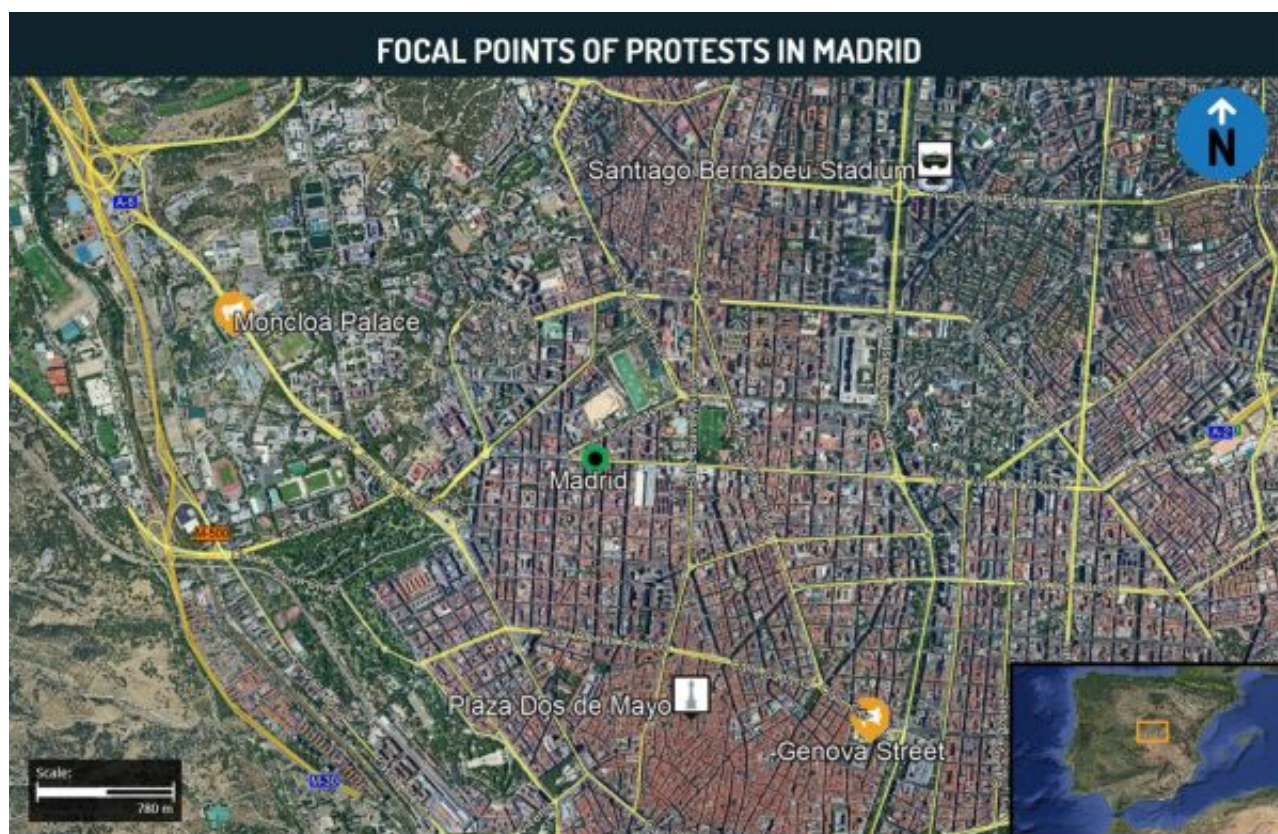 FOCAL POINTS OF PROTESTS IN MADRID
N
Santiago Bernabeu Stadium
A-6
Moncloa Palace
A-2
Madrid
M-500
Plaza Dos de Mayo
Genova Street
Scale:
780 m
M-30